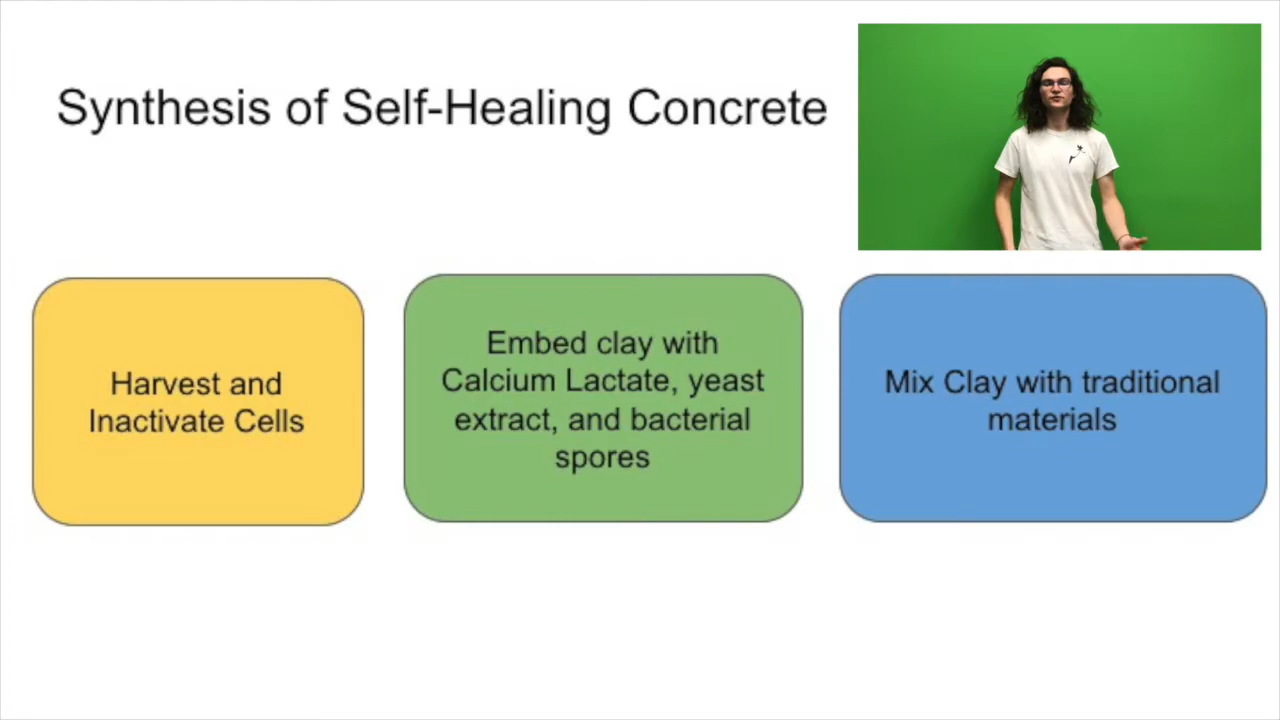 Synthesis of Self-Healing Concrete
Harvest and
Inactivate Cells
Embed clay with
Calcium Lactate, yeast
extract, and bacterial
spores
Mix Clay with traditional
materials